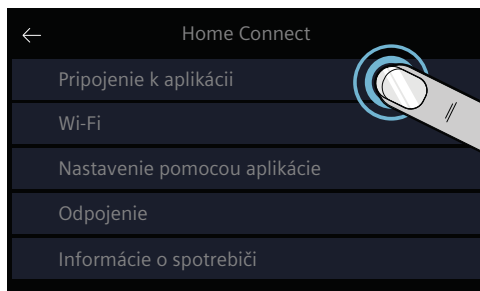 Home Connect
Pripojenie k aplikácii
Wi-Fi
Nastavenie pomocou aplikácie
Odpojenie
Informácie o spotrebiči